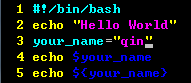 1 #!/bin/bash
2 echo "Hello World"
3 your_name="qin"
4 echo $your_name
5 echo ${your_name}